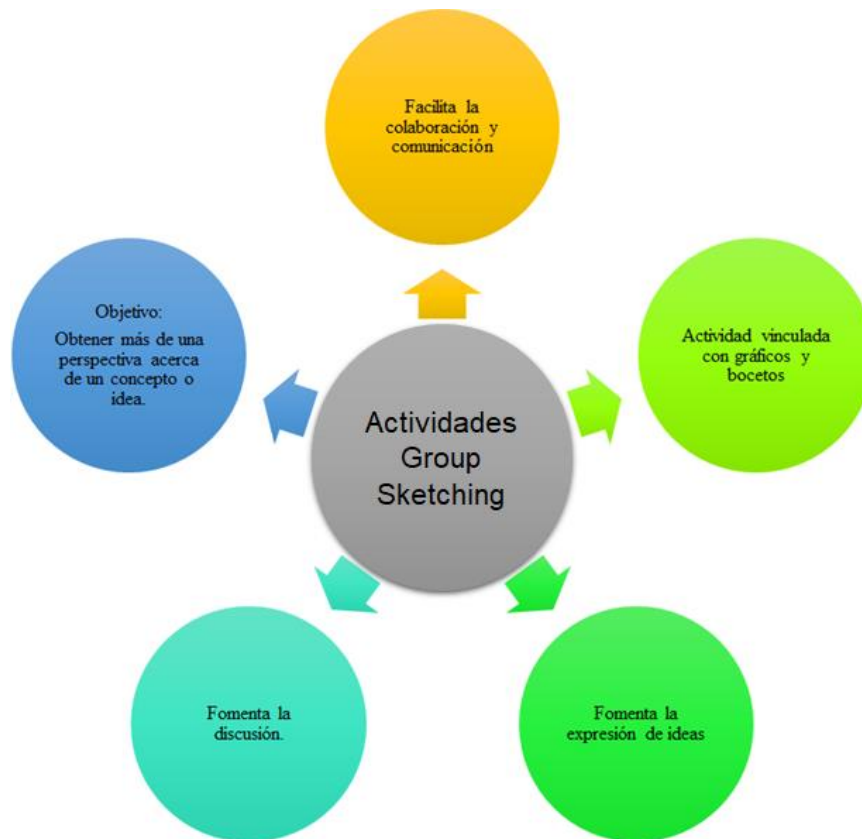 Facilita la
colaboración y
comunicación
Objetivo:
Obtener más de una
perspectiva acerca
de un concepto o
idea.
Actividad vinculada
con gráficos y
bocetos
Actividades
Group
Sketching
Fomenta la
discusión.
Fomenta la
expresión de ideas